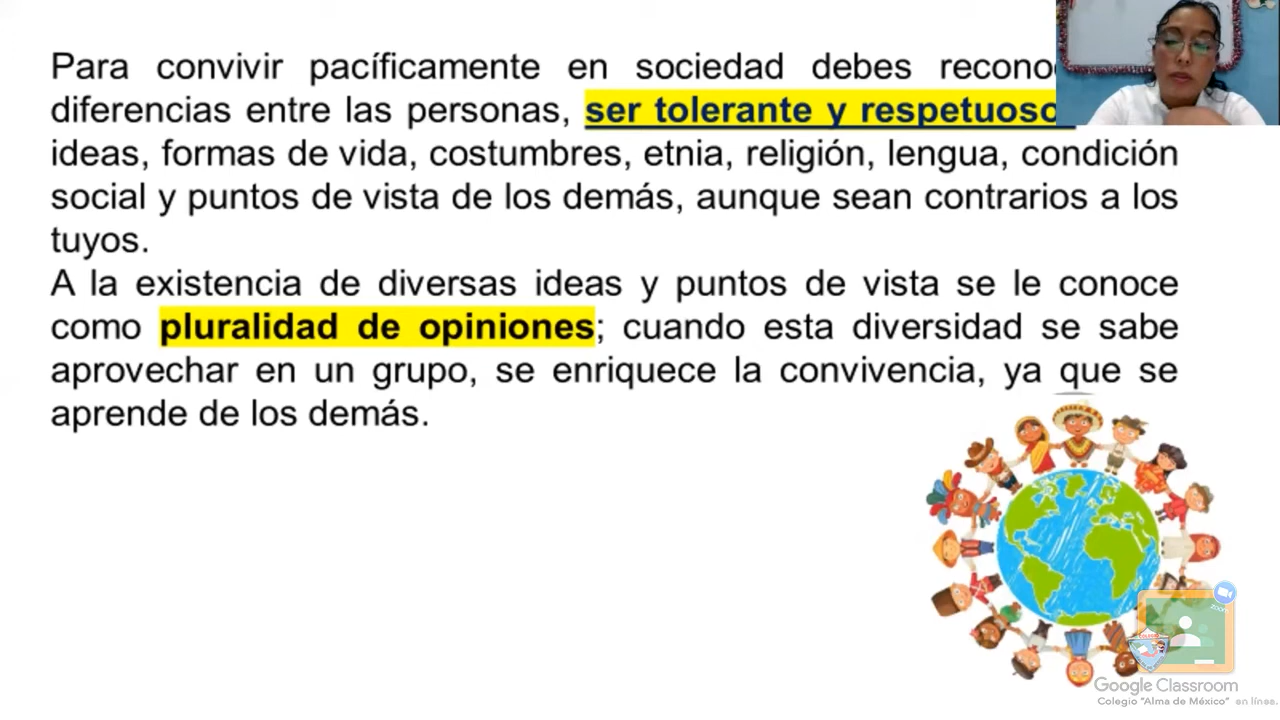 Para convivir pacíficamente en sociedad debes
diferencias entre las personas, ser tolerante y
ideas, formas de vida, costumbres, etnia, religión, lengua, condición
social y puntos de vista de los demás, aunque sean contrarios a los
tuyos.
A la existencia de diversas ideas y puntos de vista se le conoce
como pluralidad de opiniones; cuando esta diversidad se sabe
aprovechar en un grupo, se enriquece la convivencia, ya que se
aprende de los demás.
zoom
Google Classroom
Colegio "Alma de México" en línea.